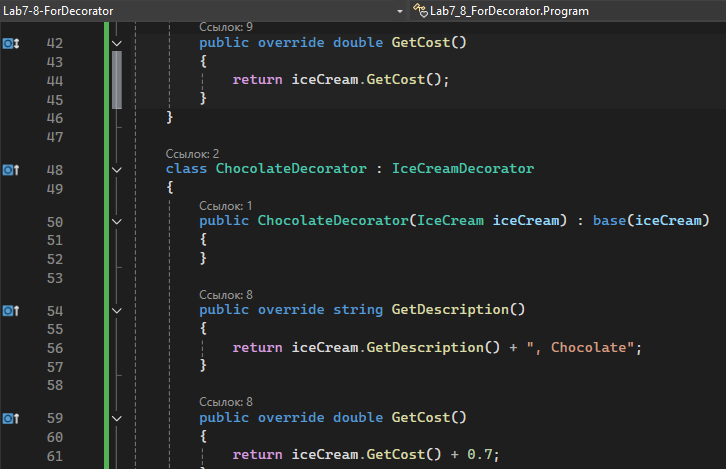 Lab7-8-ForDecorator Lab7_8_ForDecorator.Program
Ссылок: 9
42 public override double GetCost()
43 {
44 return iceCream.GetCost();
45 }
46 }
47
Ссылок: 2
48 class ChocolateDecorator : IceCreamDecorator
49 {
Ссылок: 1
50 public ChocolateDecorator(IceCream iceCream) : base(iceCream)
51 {
52 }
53
Ссылок: 8
54 public override string GetDescription()
55 {
56 return iceCream.GetDescription() + ", Chocolate";
57 }
58
Ссылок: 8
59 public override double GetCost()
60 {
61 return iceCream.GetCost() + 0.7;